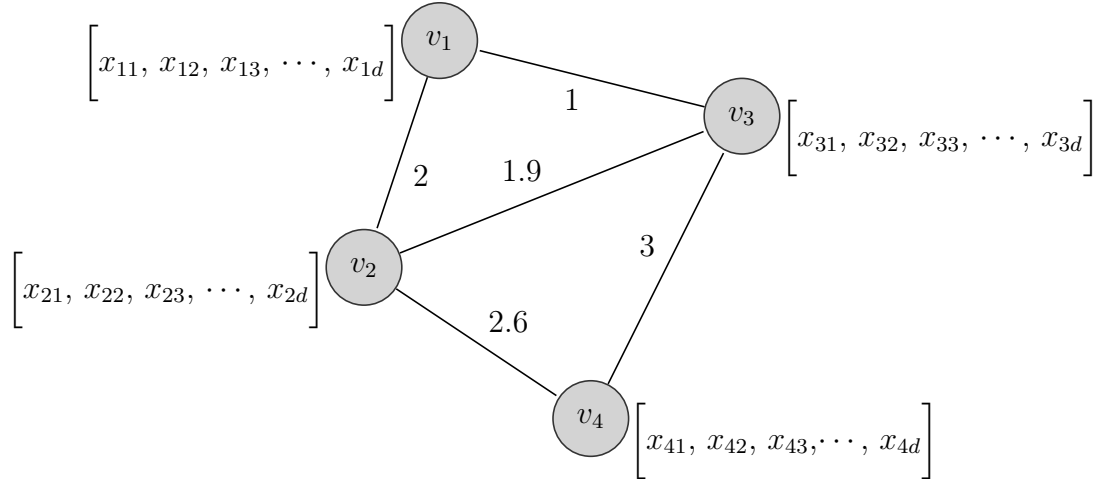 v₁
[x₁₁, x₁₂, x₁₃, ⋯, x₁d]
1
v₃
[x₃₁, x₃₂, x₃₃, ⋯, x₃d]
2
1.9
3
v₂
[x₂₁, x₂₂, x₂₃, ⋯, x₂d]
2.6
v₄
[x₄₁, x₄₂, x₄₃,⋯, x₄d]